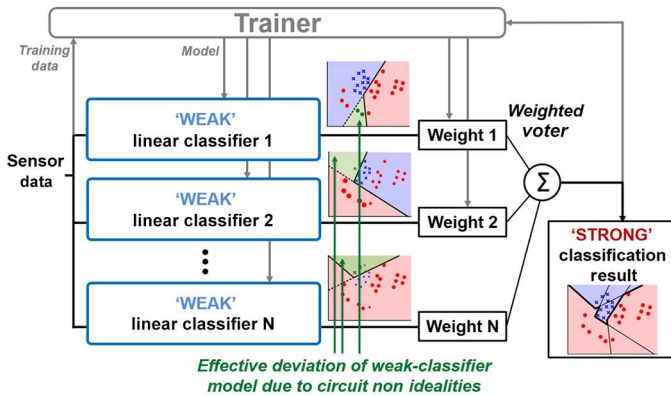 Trainer
Training
data
Model
'WEAK'
linear classifier 1
Weight 1
Weighted
voter
Sensor
data
Σ
'WEAK'
linear classifier 2
Weight 2
'STRONG'
classification
result
'WEAK'
linear classifier N
Weight N
Effective deviation of weak-classifier
model due to circuit non idealities